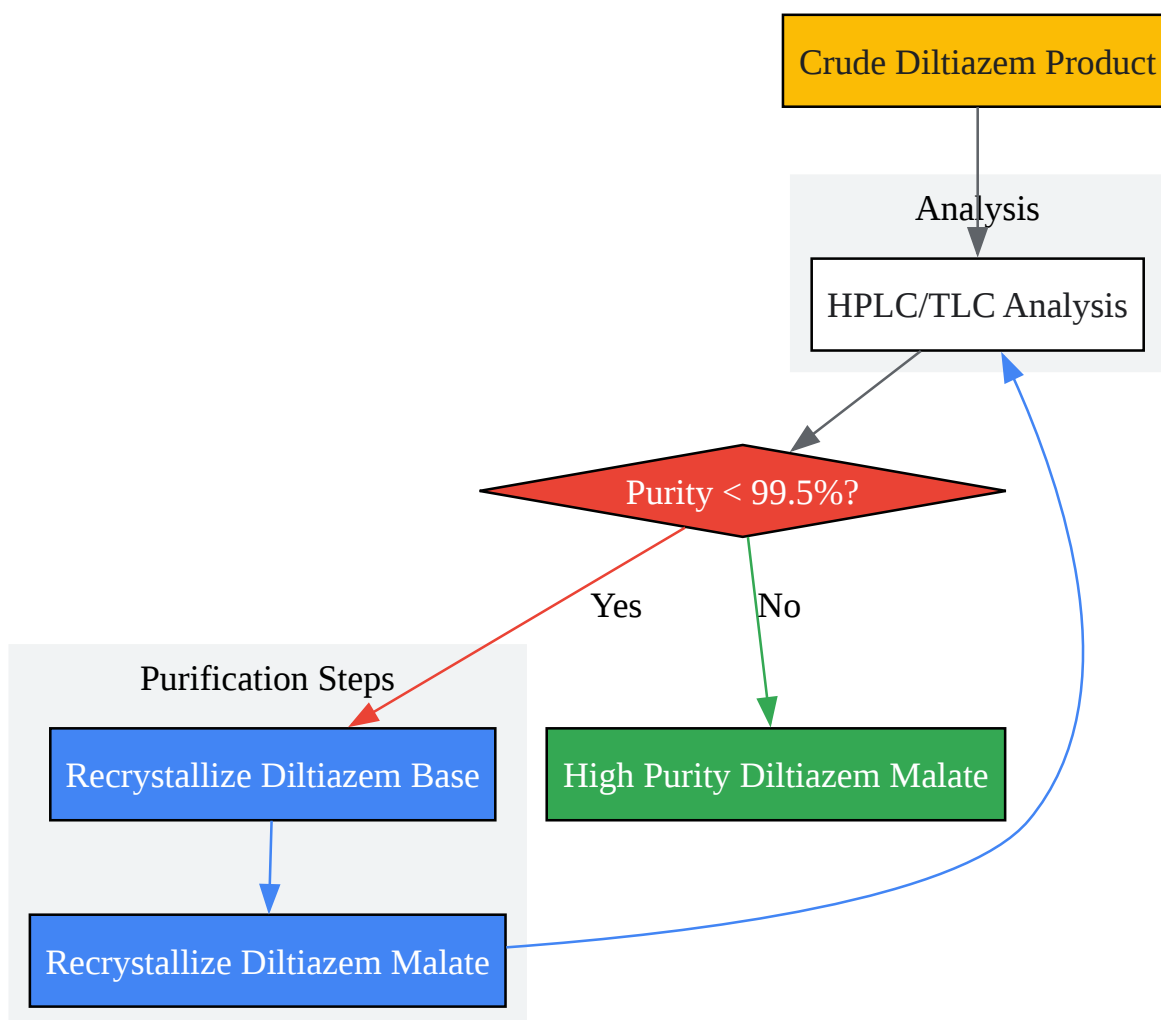 Crude Diltiazem Product
Analysis
HPLC/TLC Analysis
Purity < 99.5%?
Yes
No
Purification Steps
Recrystallize Diltiazem Base
High Purity Diltiazem Malate
Recrystallize Diltiazem Malate